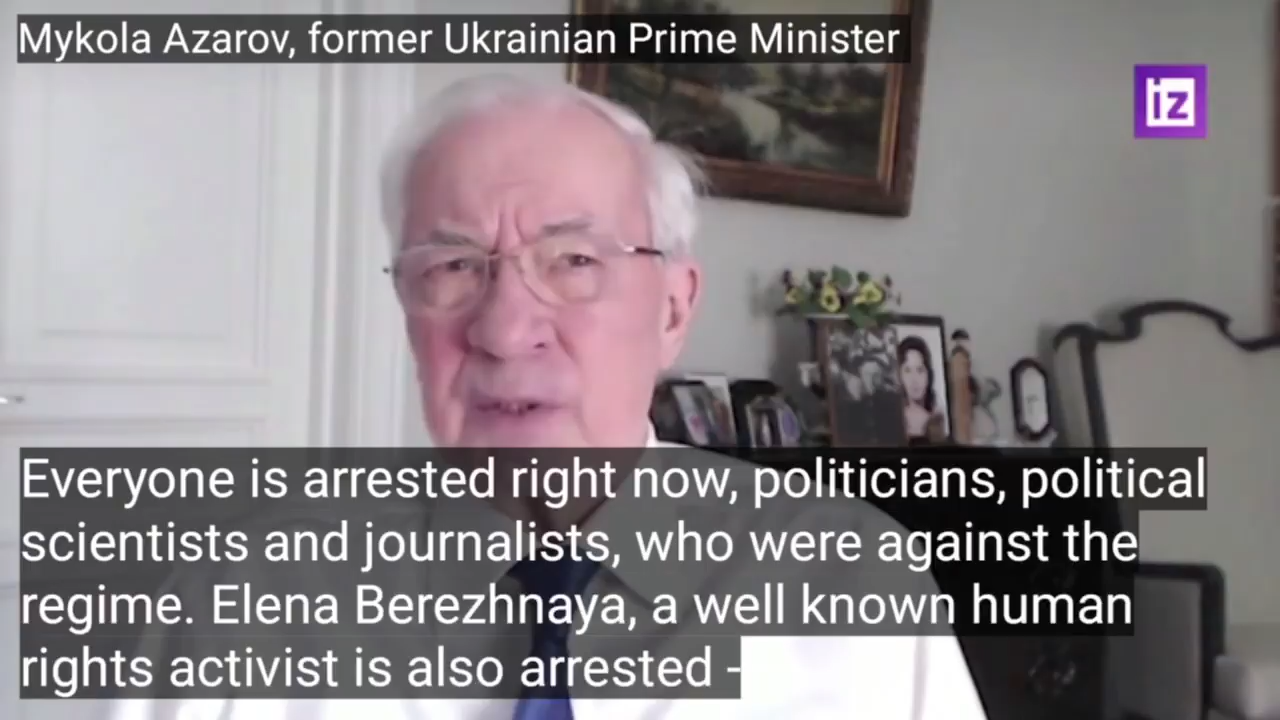 Mykola Azarov, former Ukrainian Prime Minister
iz
Everyone is arrested right now, politicians, political
scientists and journalists, who were against the
regime. Elena Berezhnaya, a well known human
rights activist is also arrested -